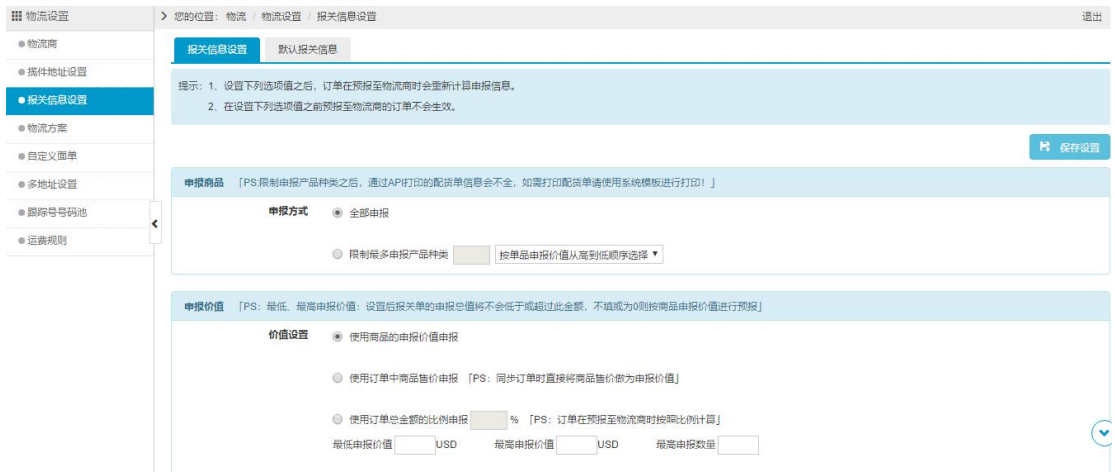 物流设置
您的位置: 物流 / 物流设置 / 报关信息设置
退出
物流商
揽件地址设置
报关信息设置
物流方案
自定义面单
多地址设置
跟踪号号码池
运费规则
报关信息设置
默认报关信息
提示: 1、设置下列选项值之后, 订单在预报至物流商时会重新计算申报信息。
2、在设置下列选项值之前预报至物流商的订单不会生效。
保存设置
申报商品 「PS:限制申报产品种类之后, 通过API打印的配货单信息会不全, 如需打印配货单请使用系统模板进行打印! 」
申报方式 全部申报
限制最多申报产品种类 按单品申报价值从高到低顺序选择
申报价值 「PS: 最低、最高申报价值: 设置后报关单的申报总值将不会低于或超过此金额, 不填或为0则按商品申报价值进行预报」
价值设置 使用商品的申报价值申报
使用订单中商品售价申报 「PS: 同步订单时直接将商品售价做为申报价值」
使用订单总金额的比例申报 % 「PS: 订单在预报至物流商时按照比例计算」
最低申报价值 USD 最高申报价值 USD 最高申报数量